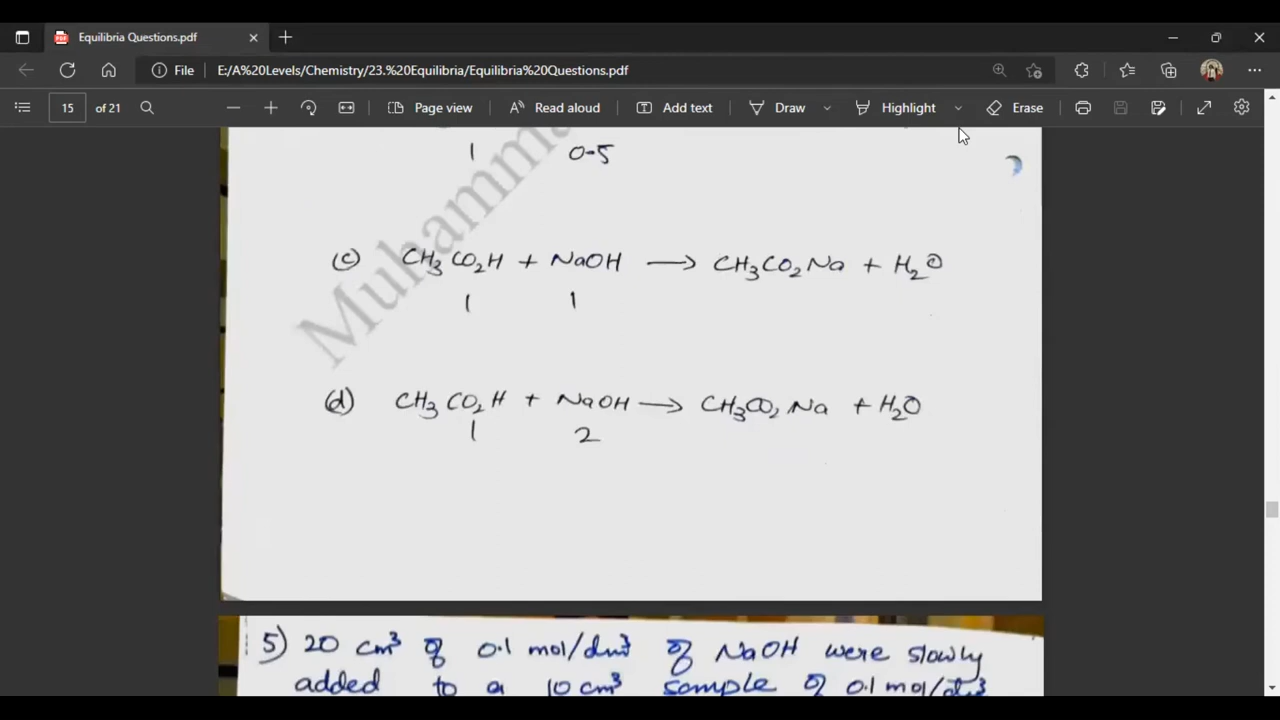 Equilibria Questions.pdf
File E:/A%20Levels/Chemistry/23.%20Equilibria/Equilibria%20Questions.pdf
15 of 21 Page view Read aloud Add text Draw Highlight Erase
1 0-5
Muhamma
(c) CH₃CO₂H + NaOH → CH₃CO₂Na + H₂O
1 1
(d) CH₃CO₂H + NaOH → CH₃CO₂Na + H₂O
1 2
5) 20 cm³ of 0.1 mol/dm³ of NaOH were slowly
added to a 10 cm³ sample of 0.1 mol/dm³